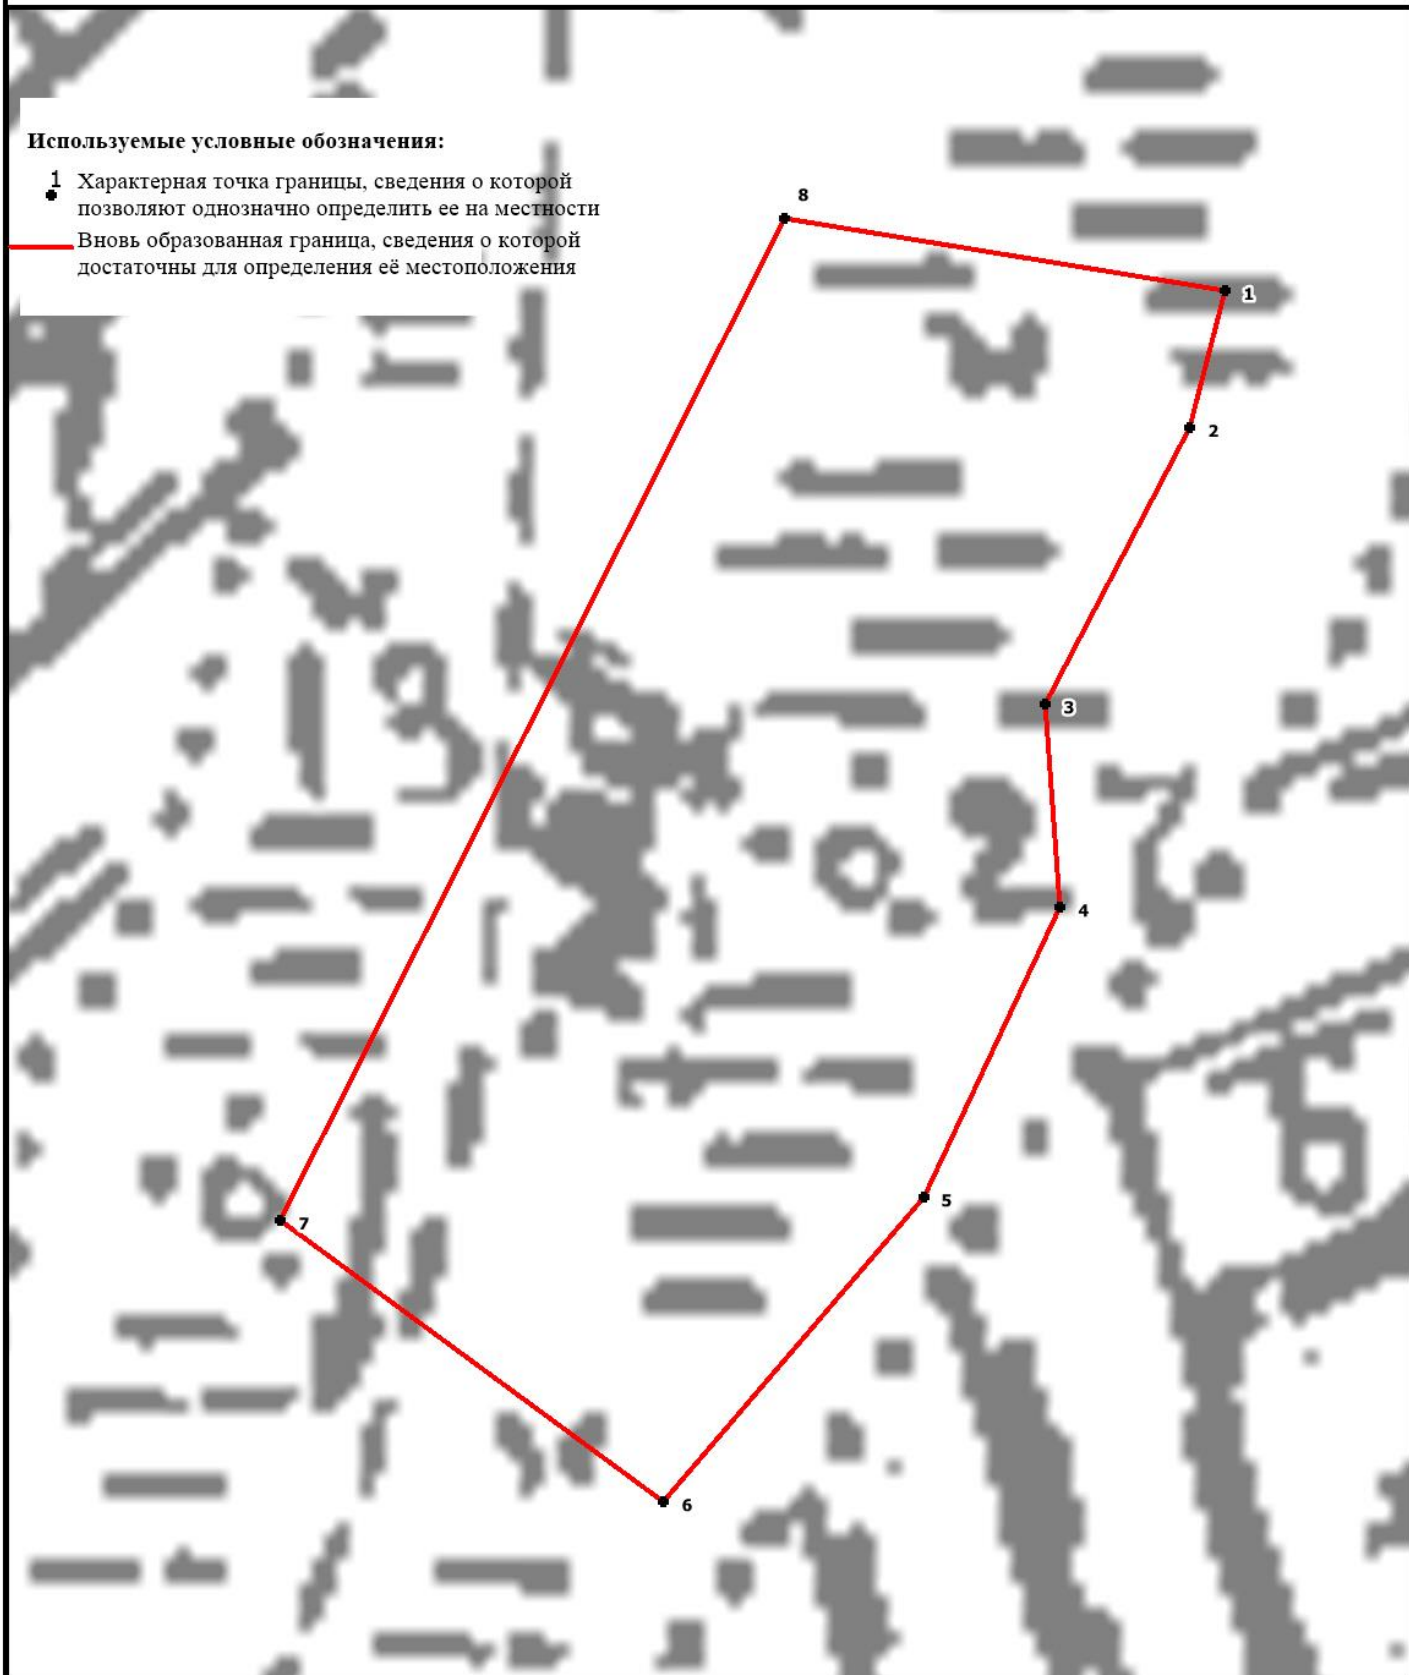 Используемые условные обозначения:
1 Характерная точка границы, сведения о которой
позволяют однозначно определить ее на местности
Вновь образованная граница, сведения о которой
достаточны для определения её местоположения
8
1
2
3
4
5
7
6